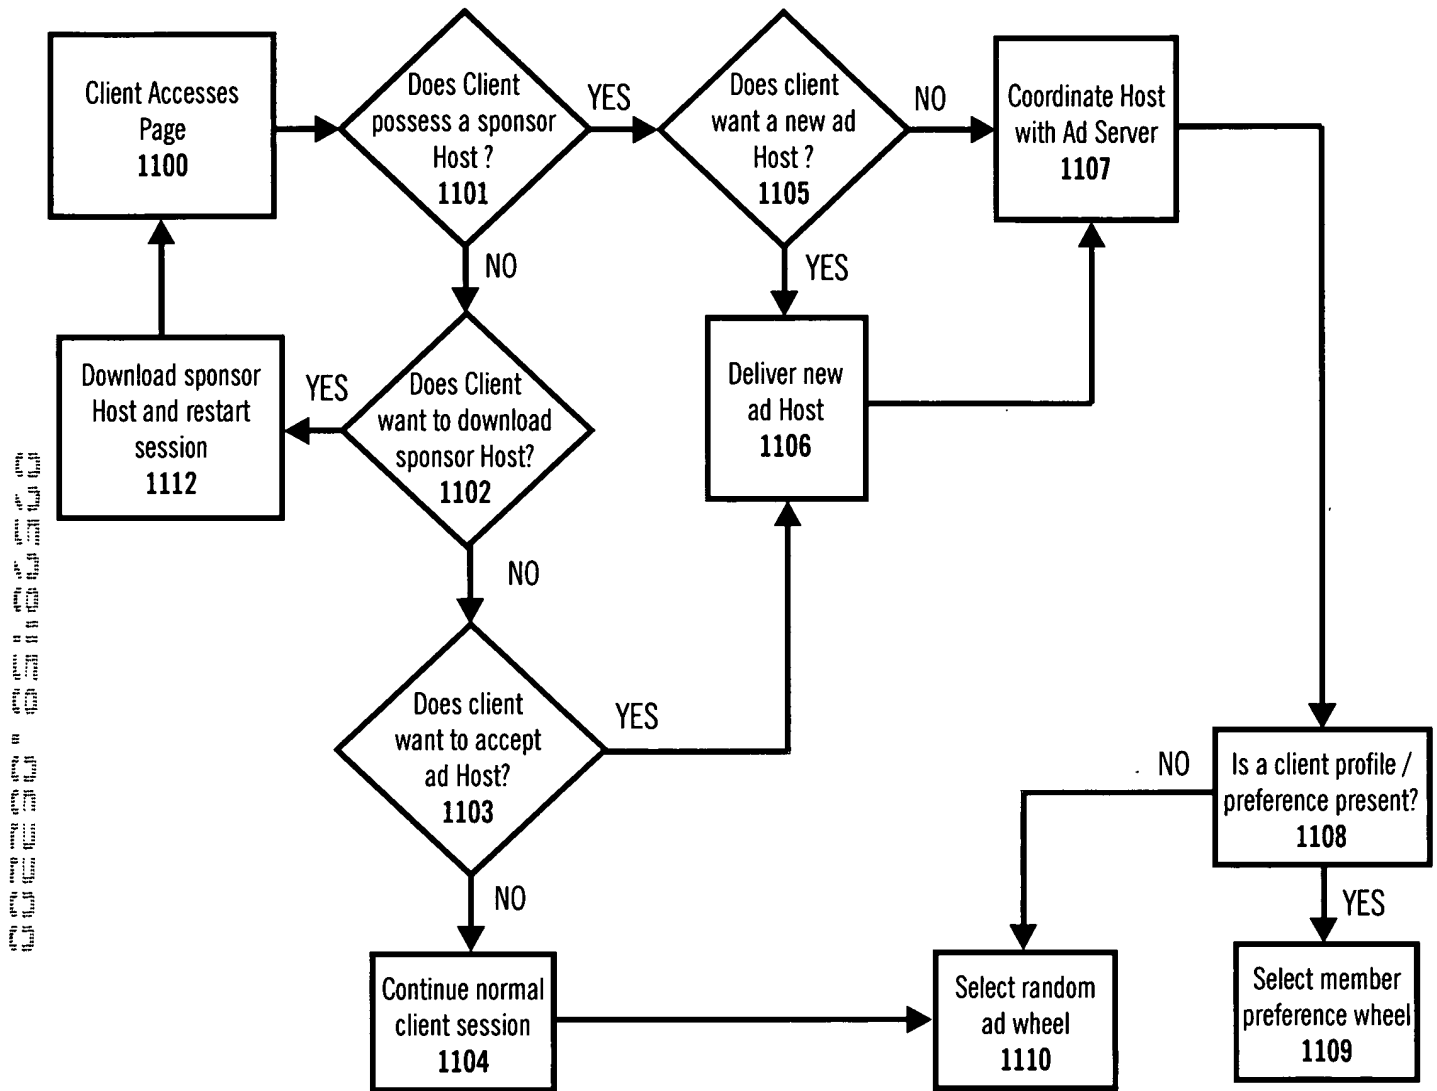 Client Accesses
Page
1100
Does Client
possess a sponsor
Host ?
1101
YES
Does client
want a new ad
Host ?
1105
NO
Coordinate Host
with Ad Server
1107
NO
YES
Download sponsor
Host and restart
session
1112
YES
Does Client
want to download
sponsor Host?
1102
Deliver new
ad Host
1106
NO
Does client
want to accept
ad Host?
1103
YES
NO
Is a client profile /
preference present?
1108
NO
YES
Continue normal
client session
1104
Select random
ad wheel
1110
Select member
preference wheel
1109